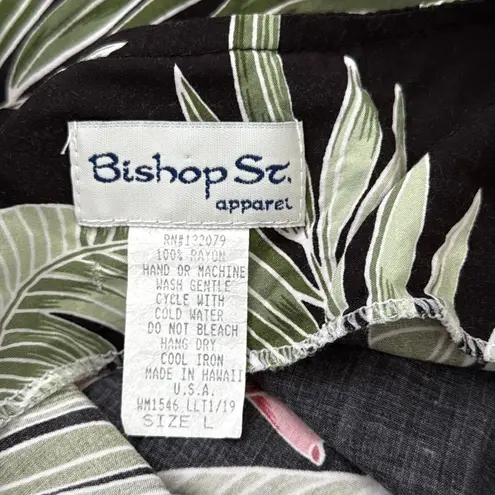 Bishop St.
apparel
RN#132079
100% RAYON
HAND OR MACHINE
WASH GENTLE
CYCLE WITH
COLD WATER
DO NOT BLEACH
HANG DRY
COOL IRON
MADE IN HAWAII
U.S.A.
WM1546 LLT1/19
SIZE L